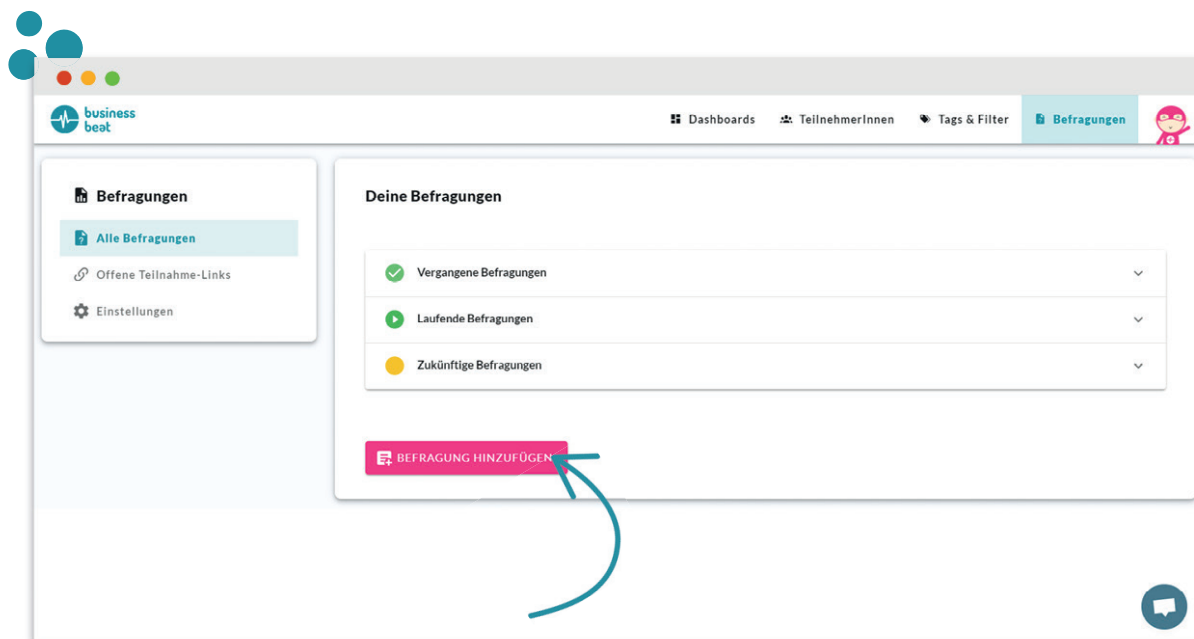 business
beat
Dashboards
TeilnehmerInnen
Tags & Filter
Befragungen
Befragungen
Alle Befragungen
Offene Teilnahme-Links
Einstellungen
Deine Befragungen
Vergangene Befragungen
Laufende Befragungen
Zukünftige Befragungen
BEFRAGUNG HINZUFÜGEN